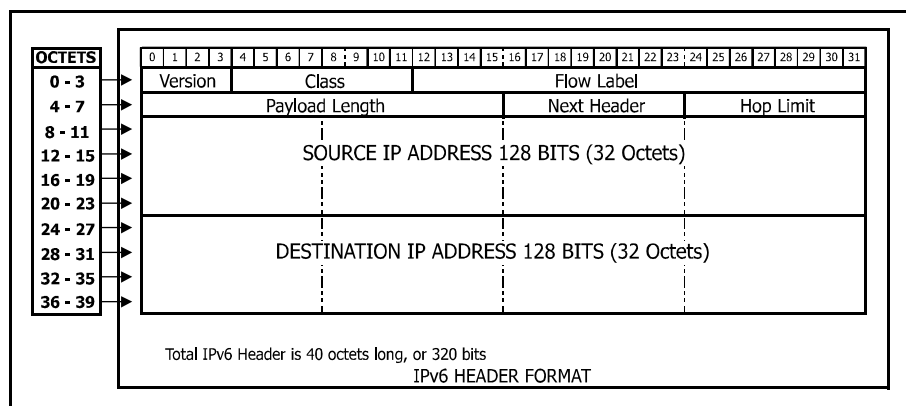 OCTETS 0 1 2 3 4 5 6 7 8 9 10 11 12 13 14 15 16 17 18 19 20 21 22 23 24 25 26 27 28 29 30 31
0 - 3 Version Class Flow Label
4 - 7 Payload Length Next Header Hop Limit
8 - 11
12 - 15 SOURCE IP ADDRESS 128 BITS (32 Octets)
16 - 19
20 - 23
24 - 27
28 - 31 DESTINATION IP ADDRESS 128 BITS (32 Octets)
32 - 35
36 - 39
Total IPv6 Header is 40 octets long, or 320 bits
IPv6 HEADER FORMAT